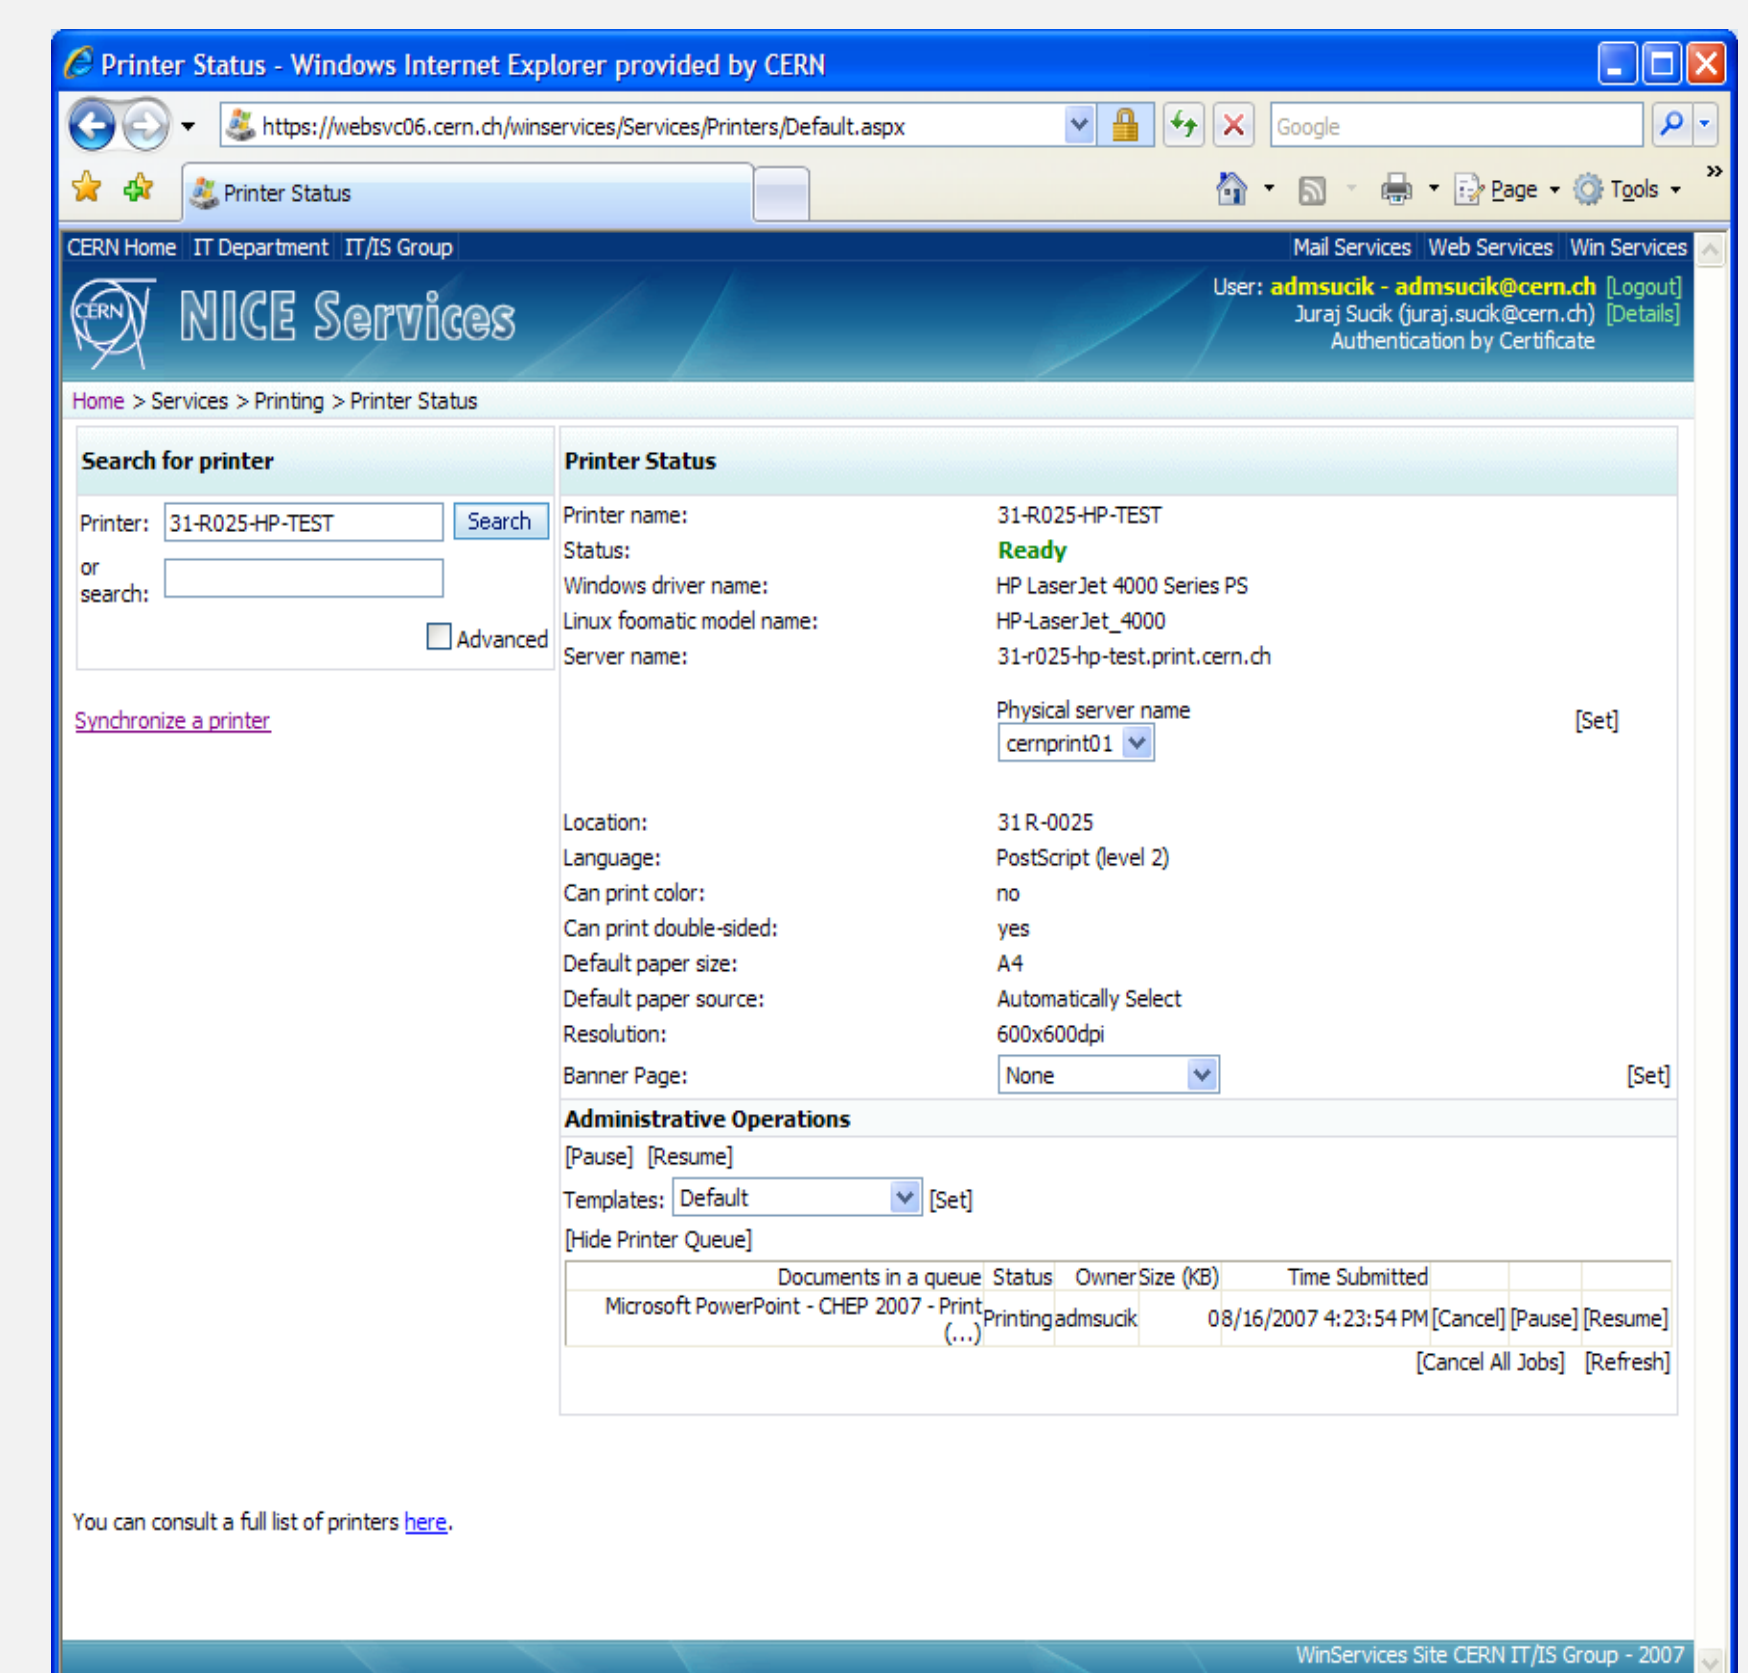 Printer Status - Windows Internet Explorer provided by CERN
https://websvc06.cern.ch/winservices/Services/Printers/Default.aspx
Google
Printer Status
Page
Tools
CERN Home IT Department IT/IS Group
Mail Services Web Services Win Services
CERN
NICE Services
User: admsucik - admsucik@cern.ch [Logout]
Juraj Sucik (juraj.sucik@cern.ch) [Details]
Authentication by Certificate
Home > Services > Printing > Printer Status
Search for printer
Printer: 31-R025-HP-TEST Search
or
search:
Advanced
Synchronize a printer
Printer Status
Printer name: 31-R025-HP-TEST
Status: Ready
Windows driver name: HP LaserJet 4000 Series PS
Linux foomatic model name: HP-LaserJet_4000
Server name: 31-r025-hp-test.print.cern.ch
Physical server name
cernprint01
[Set]
Location: 31 R-0025
Language: PostScript (level 2)
Can print color: no
Can print double-sided: yes
Default paper size: A4
Default paper source: Automatically Select
Resolution: 600x600dpi
Banner Page: None [Set]
Administrative Operations
[Pause] [Resume]
Templates: Default [Set]
[Hide Printer Queue]
Documents in a queue Status Owner Size (KB) Time Submitted
Microsoft PowerPoint - CHEP 2007 - Print
(...) Printing admsucik 08/16/2007 4:23:54 PM [Cancel] [Pause] [Resume]
[Cancel All Jobs] [Refresh]
You can consult a full list of printers here.
WinServices Site CERN IT/IS Group - 2007